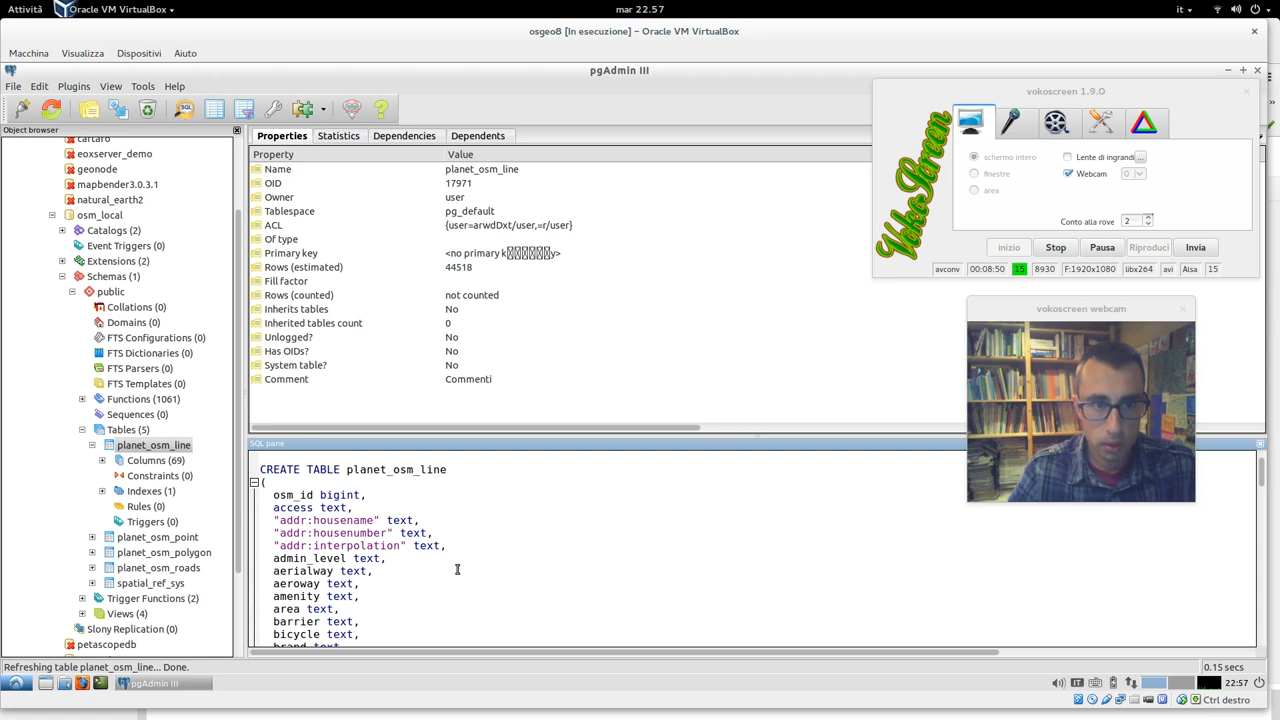 Attività
Oracle VM VirtualBox
mar 22.57
it
osgeo8 [In esecuzione] – Oracle VM VirtualBox
Macchina Visualizza Dispositivi Aiuto
pgAdmin III
File Edit Plugins View Tools Help
Object browser
cartaro
eoxserver_demo
geonode
mapbender3.0.3.1
natural_earth2
osm_local
Catalogs (2)
Event Triggers (0)
Extensions (2)
Schemas (1)
public
Collations (0)
Domains (0)
FTS Configurations (0)
FTS Dictionaries (0)
FTS Parsers (0)
FTS Templates (0)
Functions (1061)
Sequences (0)
Tables (5)
planet_osm_line
Columns (69)
Constraints (0)
Indexes (1)
Rules (0)
Triggers (0)
planet_osm_point
planet_osm_polygon
planet_osm_roads
spatial_ref_sys
Trigger Functions (2)
Views (4)
Slony Replication (0)
petascopedb
Properties Statistics Dependencies Dependents
Property Value
Name planet_osm_line
OID 17971
Owner user
Tablespace pg_default
ACL {user=arwdDxt/user,=r/user}
Of type
Primary key <no primary k y>
Rows (estimated) 44518
Fill factor
Rows (counted) not counted
Inherits tables No
Inherited tables count 0
Unlogged? No
Has OIDs? No
System table? No
Comment Commenti
SQL pane
CREATE TABLE planet_osm_line
(
osm_id bigint,
access text,
"addr:housename" text,
"addr:housenumber" text,
"addr:interpolation" text,
admin_level text,
aerialway text,
aeroway text,
amenity text,
area text,
barrier text,
bicycle text,
brand text,
vokoscreen 1.9.0
VokoScreen
schermo intero
finestre
area
Lente di ingrandi ...
Webcam 0
Conto alla rove 2
inizio Stop Pausa Riproduci Invia
avconv 00:08:50 15 8930 F:1920x1080 libx264 avi Alsa 15
vokoscreen webcam
Refreshing table planet_osm_line... Done.
0.15 secs
pgAdmin III
IT
22:57
Ctrl destro